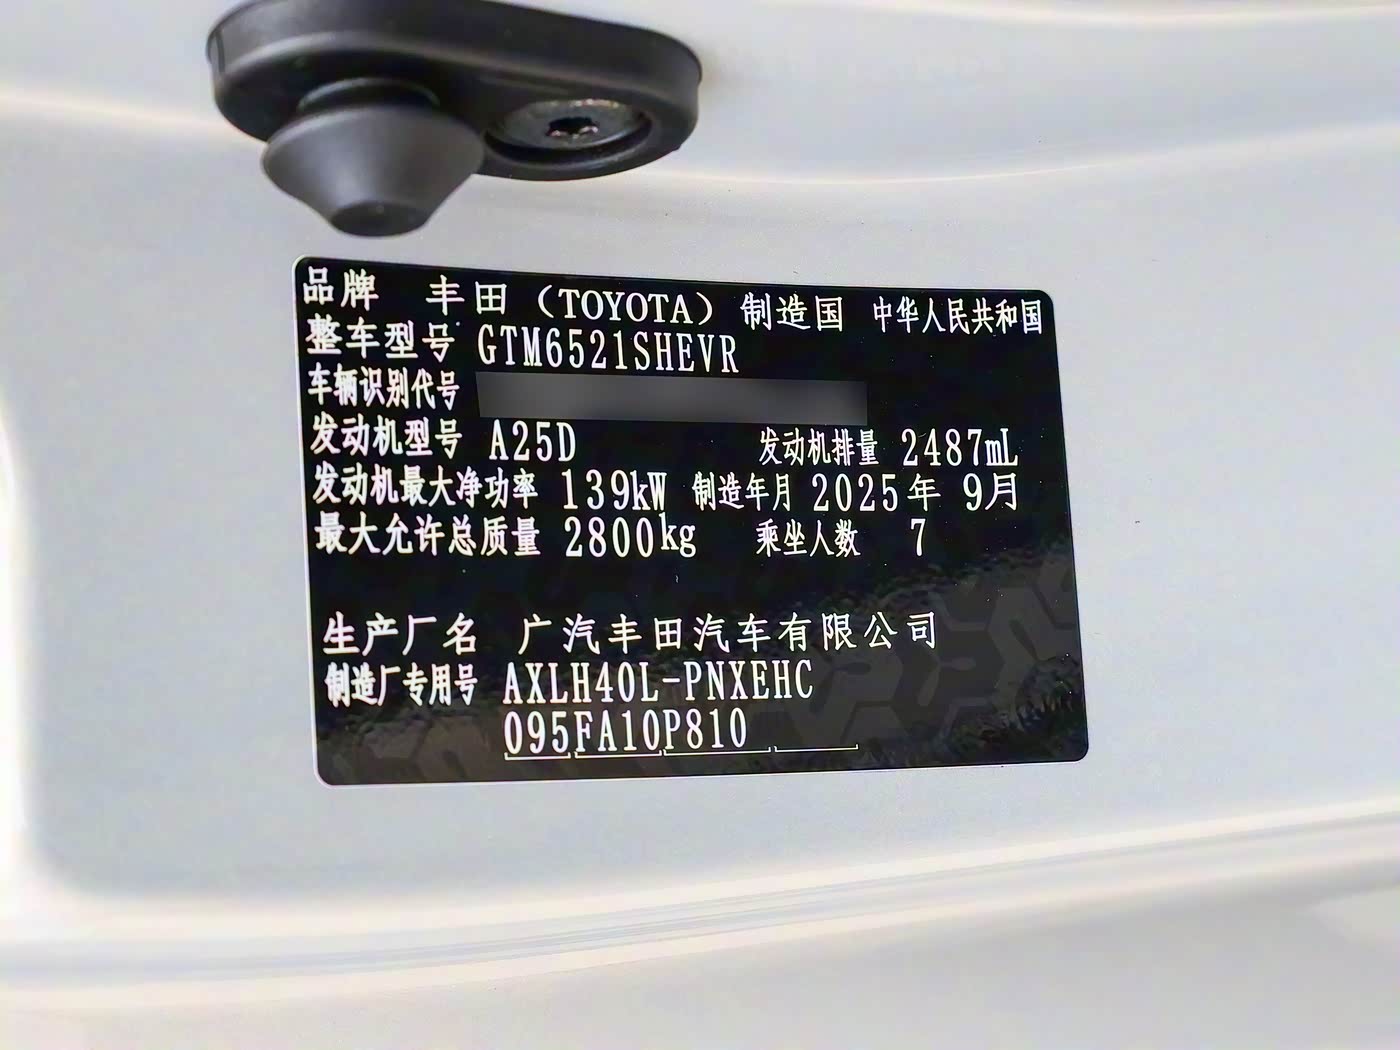 品牌 丰田（TOYOTA） 制造国 中华人民共和国
整车型号 GTM6521SHEVR
车辆识别代号
发动机型号 A25D 发动机排量 2487mL
发动机最大净功率 139kW 制造年月 2025年 9月
最大允许总质量 2800kg 乘坐人数 7
生产厂名 广汽丰田汽车有限公司
制造厂专用号 AXLH40L-PNXEHC
095FA10P810